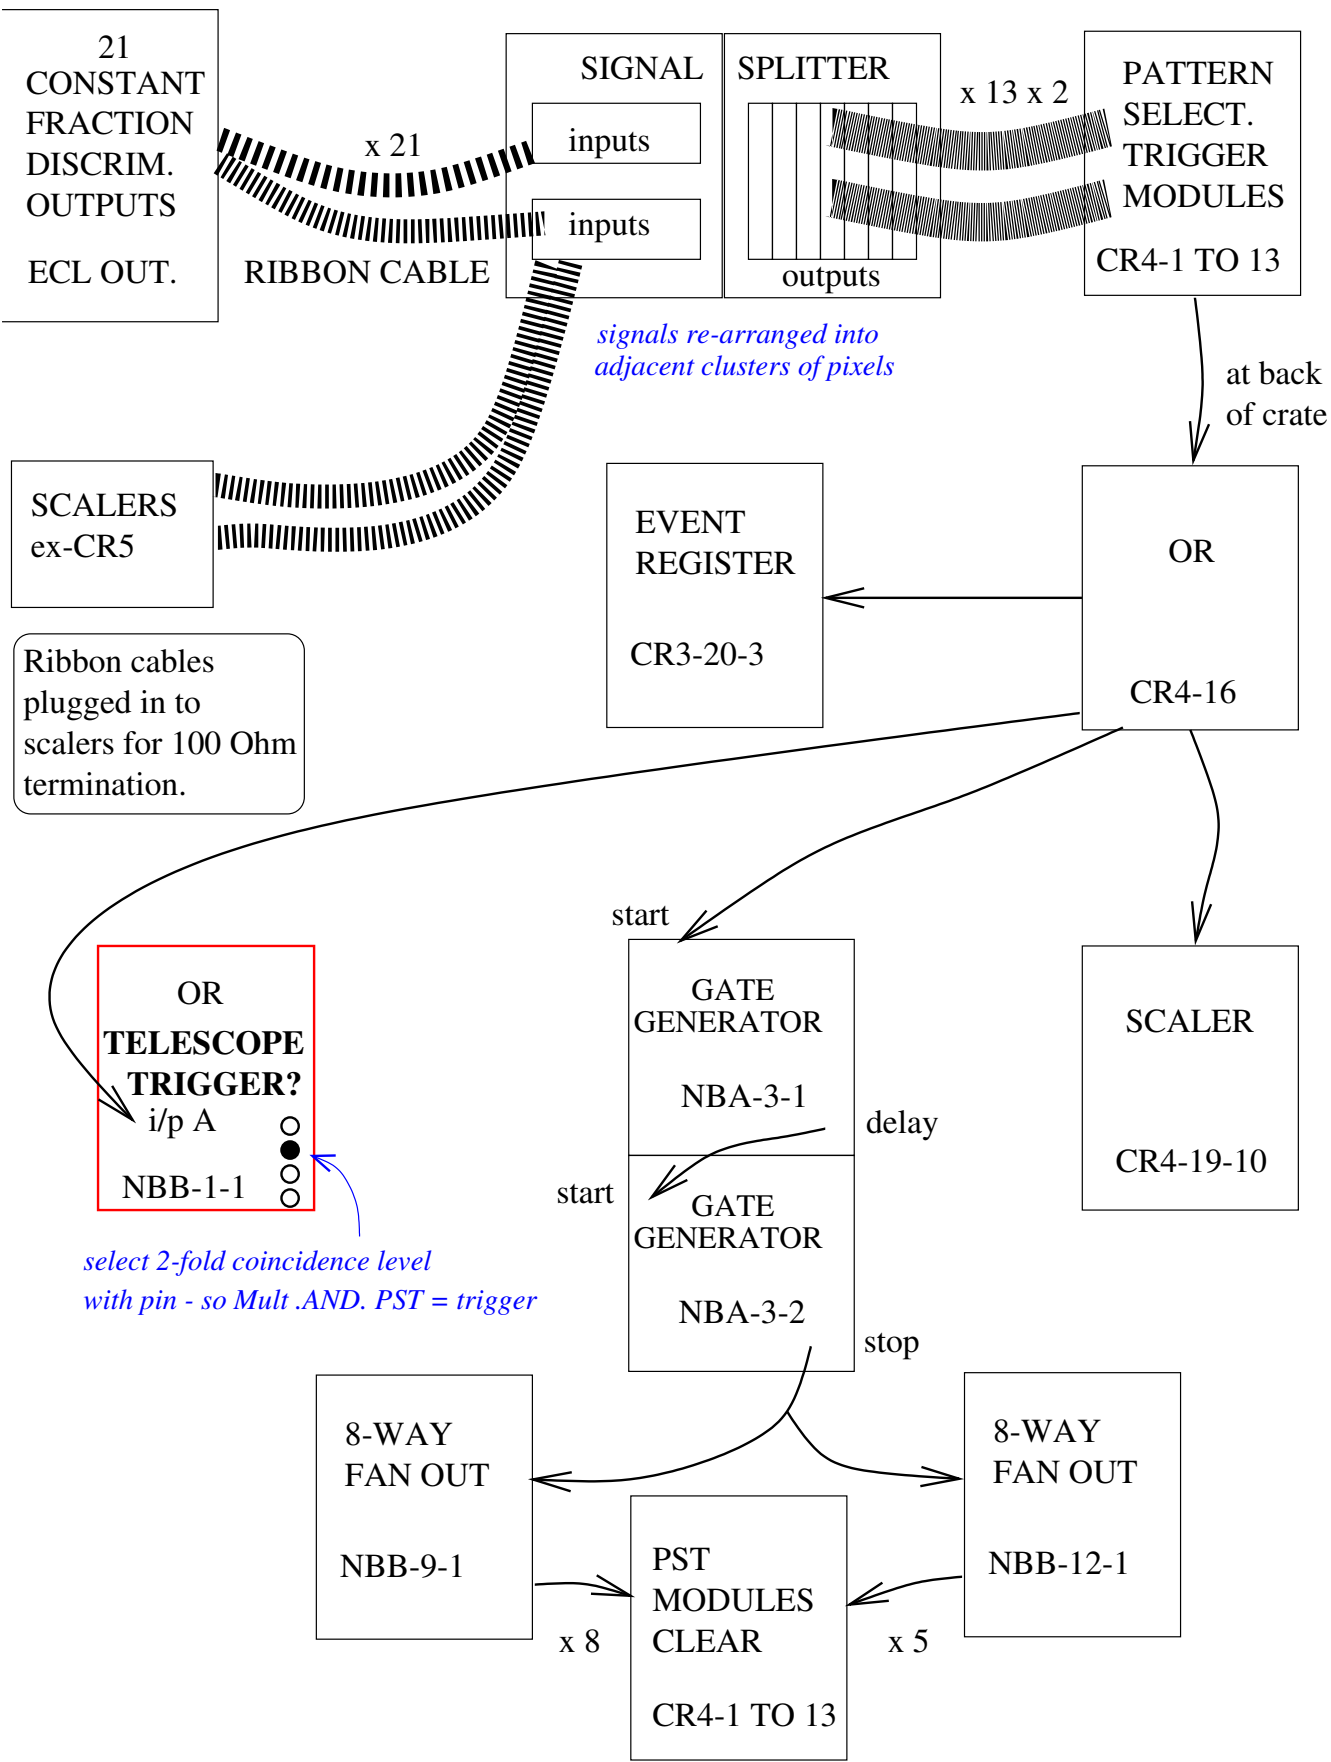 21
CONSTANT
FRACTION
DISCRIM.
OUTPUTS
ECL OUT.
x 21
RIBBON CABLE
SIGNAL SPLITTER
inputs
inputs
outputs
signals re-arranged into
adjacent clusters of pixels
x 13 x 2
PATTERN
SELECT.
TRIGGER
MODULES
CR4-1 TO 13
at back
of crate
SCALERS
ex-CR5
Ribbon cables
plugged in to
scalers for 100 Ohm
termination.
EVENT
REGISTER
CR3-20-3
OR
CR4-16
OR
TELESCOPE
TRIGGER?
i/p A
NBB-1-1
select 2-fold coincidence level
with pin - so Mult .AND. PST = trigger
start
GATE
GENERATOR
NBA-3-1
delay
start
GATE
GENERATOR
NBA-3-2
stop
SCALER
CR4-19-10
8-WAY
FAN OUT
NBB-9-1
x 8
PST
MODULES
CLEAR
CR4-1 TO 13
x 5
8-WAY
FAN OUT
NBB-12-1